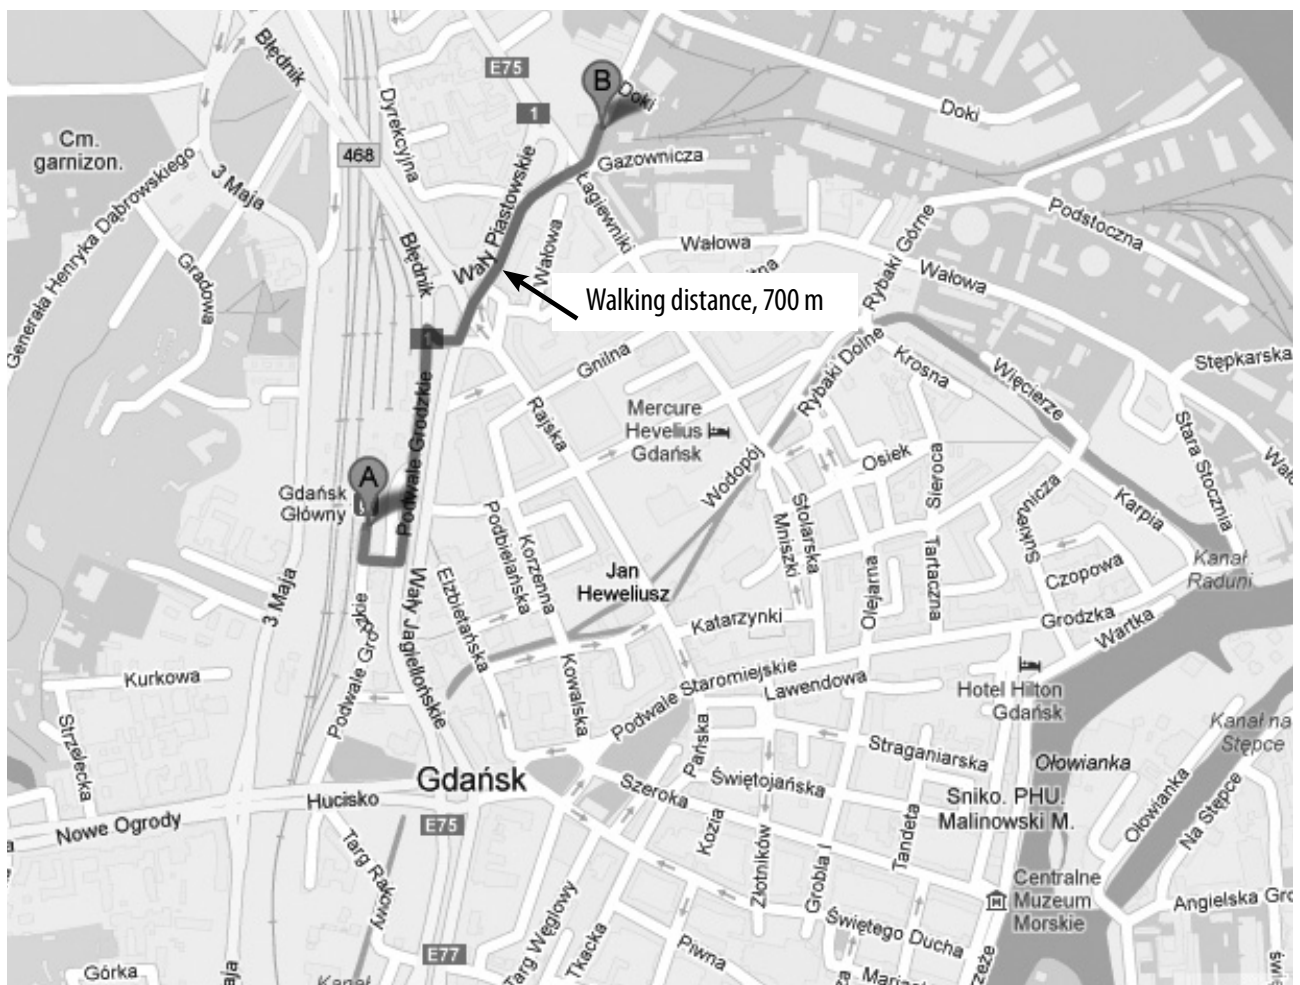 Błędnik
E75
B
Doki
1
Doki
Cm.
garnizon.
468
Dyrekcyjna
Gazownicza
3 Maja
Generała Henryka Dąbrowskiego
Gradowa
Wały Piastowskie
Łagiewniki
Wałowa
Wałowa
Rybaki Górne
Podstoczna
Błędnik
Wałowa
Walking distance, 700 m
1
Gnilna
Rybaki Dolne
Krosna
Więcierze
Stępkarska
Rajska
Mercure
Hevelius
Gdańsk
Podwale Grodzkie
A
Gdańsk
Główny
Wodopój
Osiek
Sieroca
Stara Stocznia
Karpia
Stolarska
Mniszki
Podbielańska
Korzenna
Elżbietańska
Jan
Heweliusz
Olejarna
Tartaczna
Czopowa
Kanał
Raduni
3 Maja
Wały Jagiellońskie
Katarzynki
Grodzka
Wartka
Kurkowa
Kowalska
Podwale Staromiejskie
Lawendowa
Hotel Hilton
Gdańsk
Kanał na
Stępce
Strzelecka
Pańska
Straganiarska
Ołowianka
Gdańsk
Szeroka
Świętojańska
Sniko. PHU.
Malinowski M.
Ołowianka
Na Stępce
Hucisko
Nowe Ogrody
E75
Targ Rakowy
Kozia
Złotników
Grobla I
Tandeta
Centralne
Muzeum
Morskie
Angielska Gro
Targ Węglowy
Tkacka
Piwna
Świętego Ducha
E77
Górka
Kanał